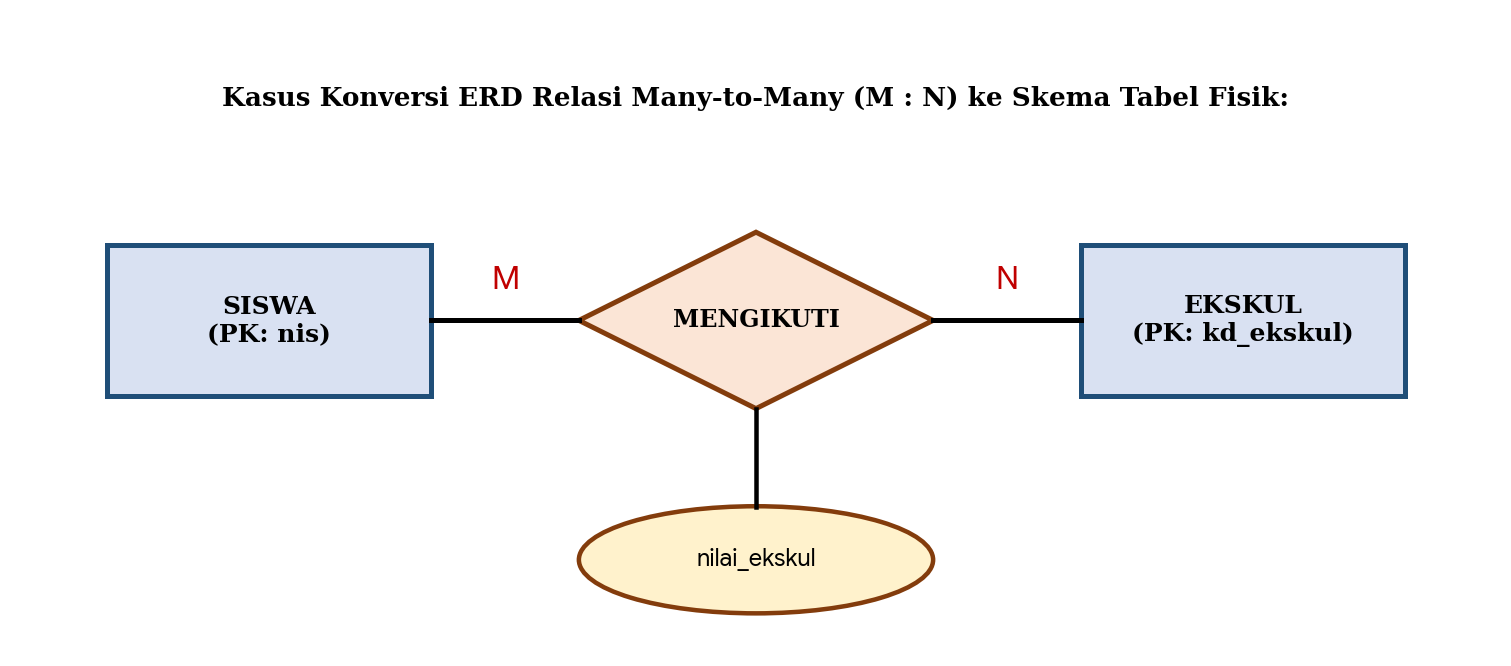 Kasus Konversi ERD Relasi Many-to-Many (M : N) ke Skema Tabel Fisik:
SISWA
(PK: nis)
M
MENGIKUTI
N
EKSKUL
(PK: kd_ekskul)
nilai_ekskul